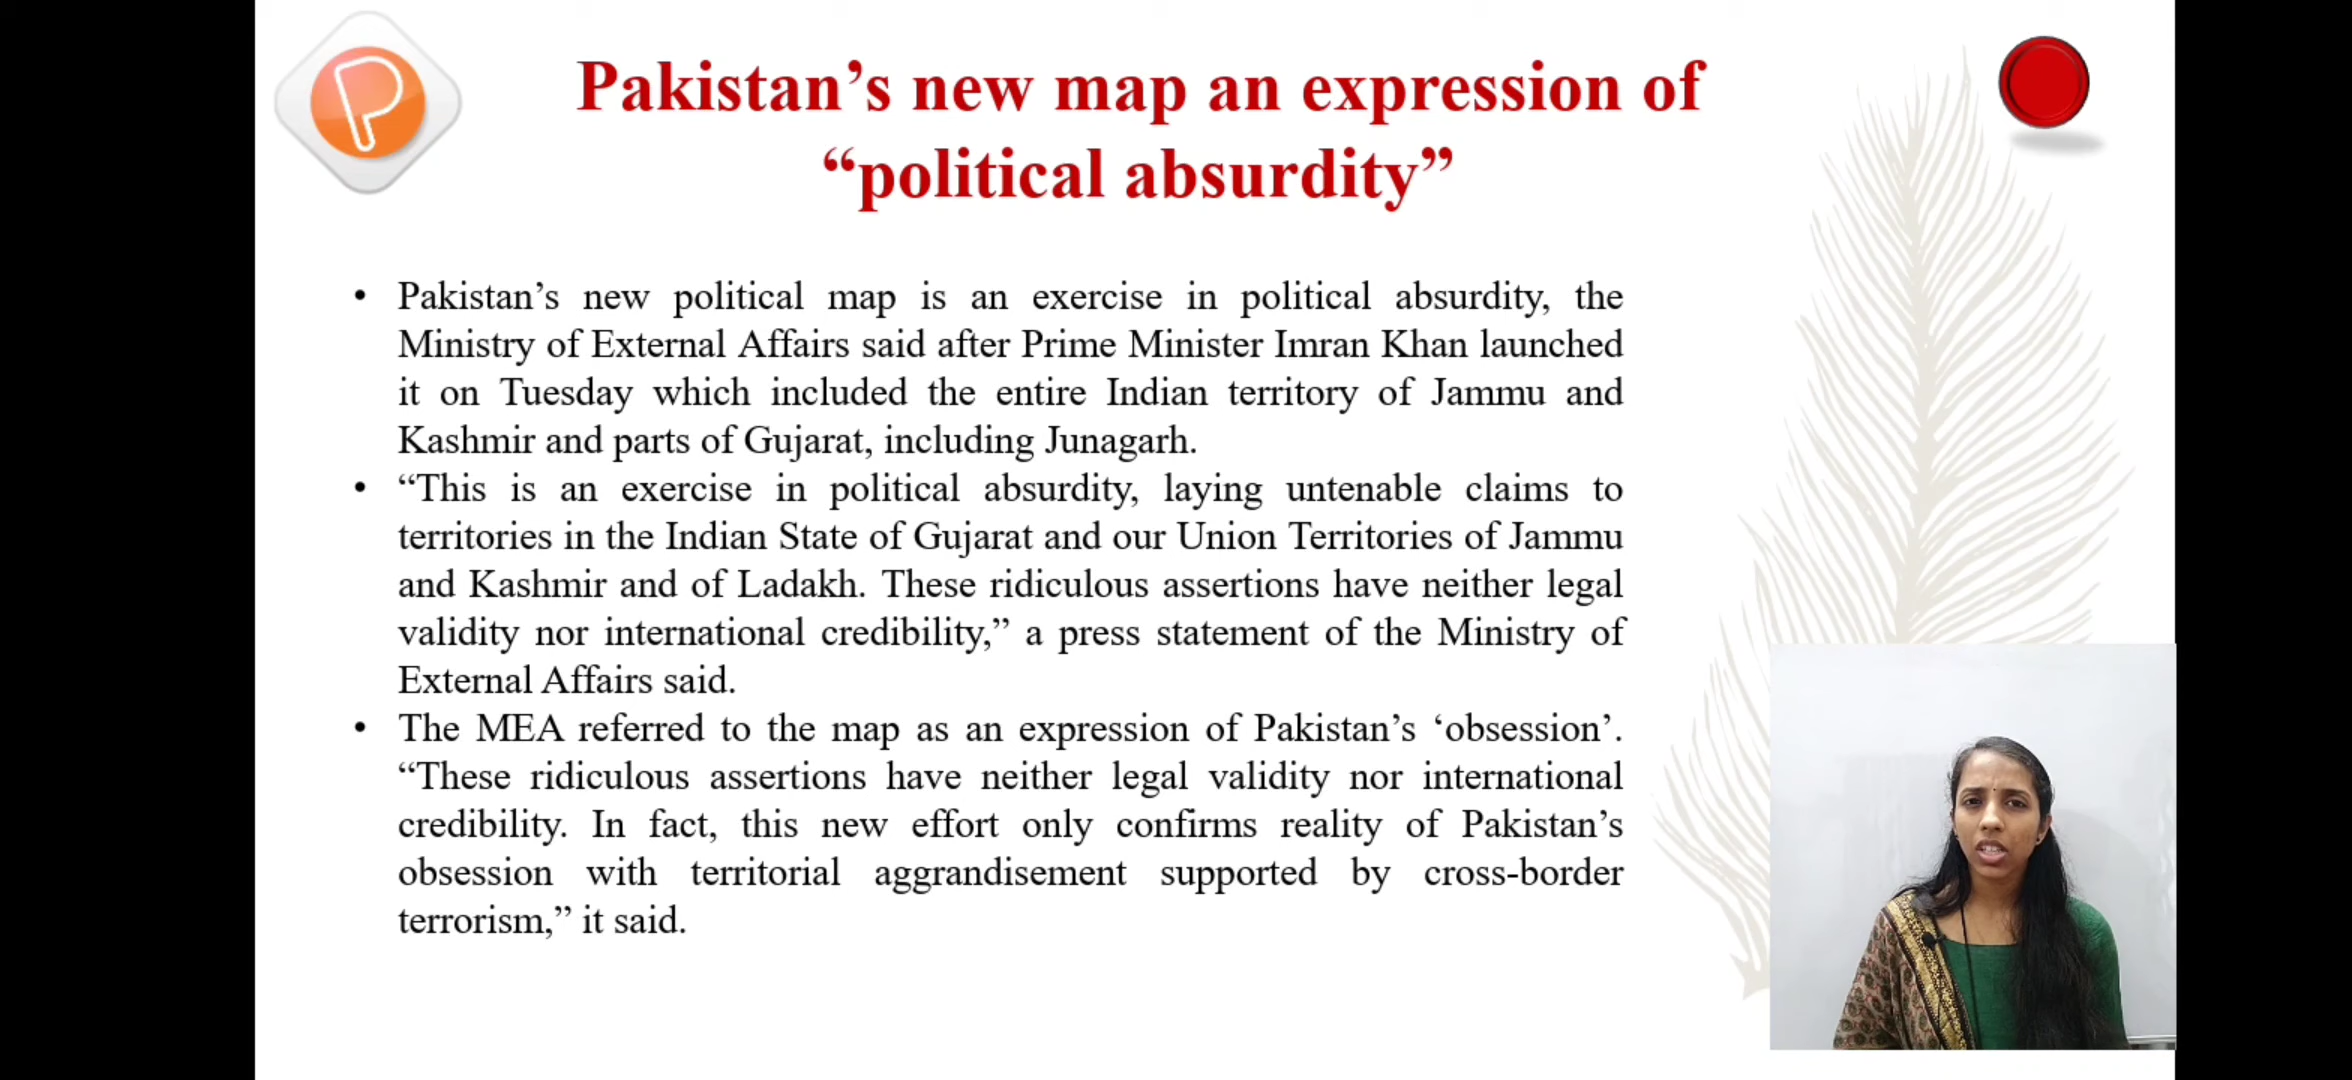 Pakistan’s new map an expression of
“political absurdity”
• Pakistan’s new political map is an exercise in political absurdity, the
Ministry of External Affairs said after Prime Minister Imran Khan launched
it on Tuesday which included the entire Indian territory of Jammu and
Kashmir and parts of Gujarat, including Junagarh.
• “This is an exercise in political absurdity, laying untenable claims to
territories in the Indian State of Gujarat and our Union Territories of Jammu
and Kashmir and of Ladakh. These ridiculous assertions have neither legal
validity nor international credibility,” a press statement of the Ministry of
External Affairs said.
• The MEA referred to the map as an expression of Pakistan’s ‘obsession’.
“These ridiculous assertions have neither legal validity nor international
credibility. In fact, this new effort only confirms reality of Pakistan’s
obsession with territorial aggrandisement supported by cross-border
terrorism,” it said.